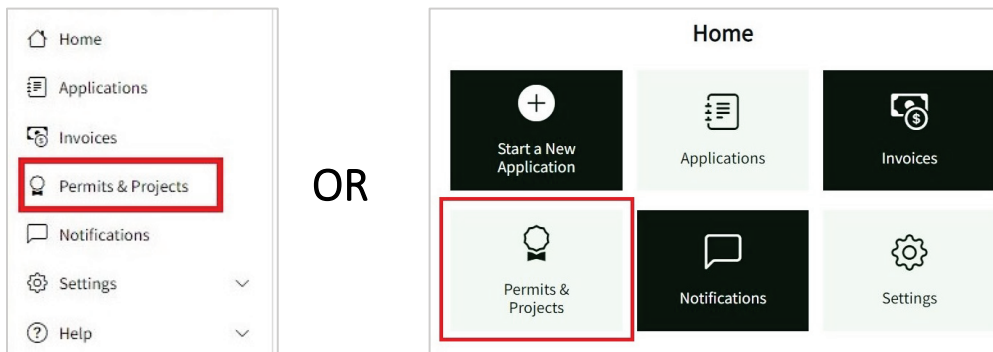 Home
Applications
Invoices
Permits & Projects
Notifications
Settings
Help
OR
Home
Start a New
Application
Applications
Invoices
Permits &
Projects
Notifications
Settings